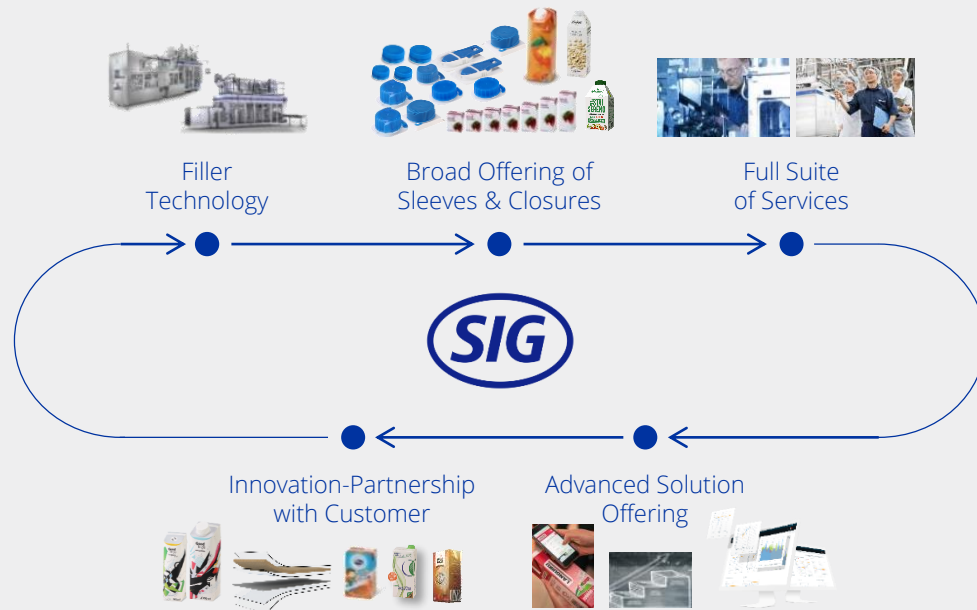 Filler
Technology
Broad Offering of
Sleeves & Closures
Full Suite
of Services
SIG
Innovation-Partnership
with Customer
Advanced Solution
Offering